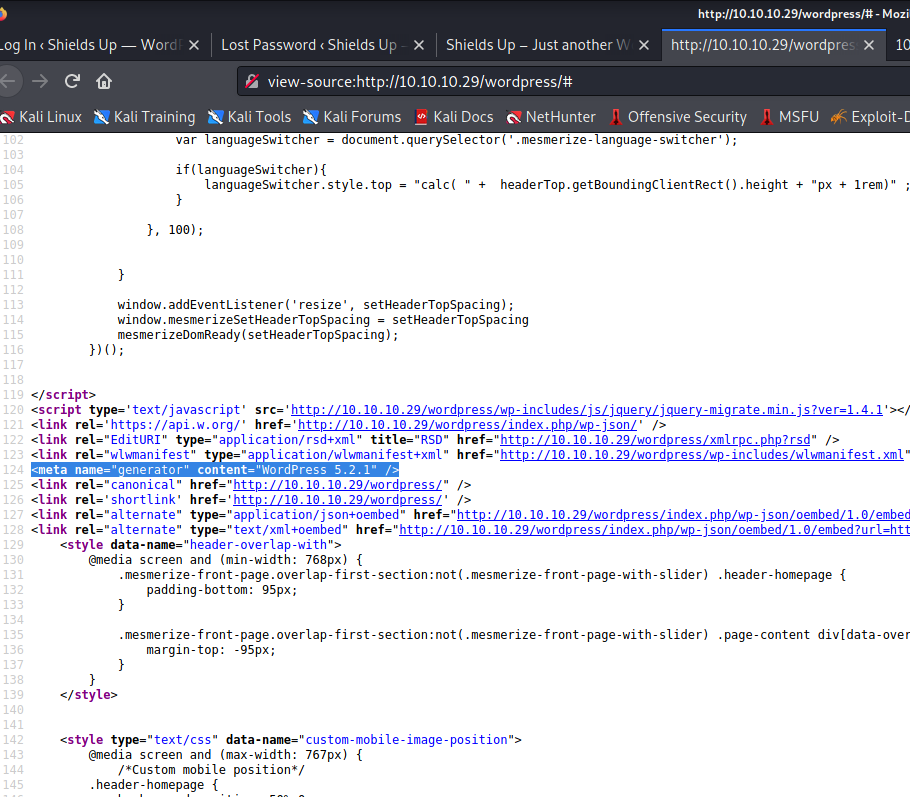 http://10.10.10.29/wordpress/# - Mozi
Log In ‹ Shields Up — Word
Lost Password ‹ Shields Up -
Shields Up – Just another W
http://10.10.10.29/wordpres
10
view-source:http://10.10.10.29/wordpress/#
Kali Linux Kali Training Kali Tools Kali Forums Kali Docs NetHunter Offensive Security MSFU Exploit-D
102 var languageSwitcher = document.querySelector('.mesmerize-language-switcher');
103
104 if(languageSwitcher){
105 languageSwitcher.style.top = "calc( " + headerTop.getBoundingClientRect().height + "px + 1rem)" ;
106 }
107
108 }, 100);
109
110
111 }
112
113 window.addEventListener('resize', setHeaderTopSpacing);
114 window.mesmerizeSetHeaderTopSpacing = setHeaderTopSpacing
115 mesmerizeDomReady(setHeaderTopSpacing);
116 })();
117
118
119 </script>
120 <script type='text/javascript' src='http://10.10.10.29/wordpress/wp-includes/js/jquery/jquery-migrate.min.js?ver=1.4.1'></
121 <link rel='https://api.w.org/' href='http://10.10.10.29/wordpress/index.php/wp-json/' />
122 <link rel="EditURI" type="application/rsd+xml" title="RSD" href="http://10.10.10.29/wordpress/xmlrpc.php?rsd" />
123 <link rel="wlwmanifest" type="application/wlwmanifest+xml" href="http://10.10.10.29/wordpress/wp-includes/wlwmanifest.xml"
124 <meta name="generator" content="WordPress 5.2.1" />
125 <link rel="canonical" href="http://10.10.10.29/wordpress/" />
126 <link rel='shortlink' href='http://10.10.10.29/wordpress/' />
127 <link rel="alternate" type="application/json+oembed" href="http://10.10.10.29/wordpress/index.php/wp-json/oembed/1.0/embed
128 <link rel="alternate" type="text/xml+oembed" href="http://10.10.10.29/wordpress/index.php/wp-json/oembed/1.0/embed?url=htt
129 <style data-name="header-overlap-with">
130 @media screen and (min-width: 768px) {
131 .mesmerize-front-page.overlap-first-section:not(.mesmerize-front-page-with-slider) .header-homepage {
132 padding-bottom: 95px;
133 }
134
135 .mesmerize-front-page.overlap-first-section:not(.mesmerize-front-page-with-slider) .page-content div[data-over
136 margin-top: -95px;
137 }
138 }
139 </style>
140
141
142 <style type="text/css" data-name="custom-mobile-image-position">
143 @media screen and (max-width: 767px) {
144 /*Custom mobile position*/
145 .header-homepage {